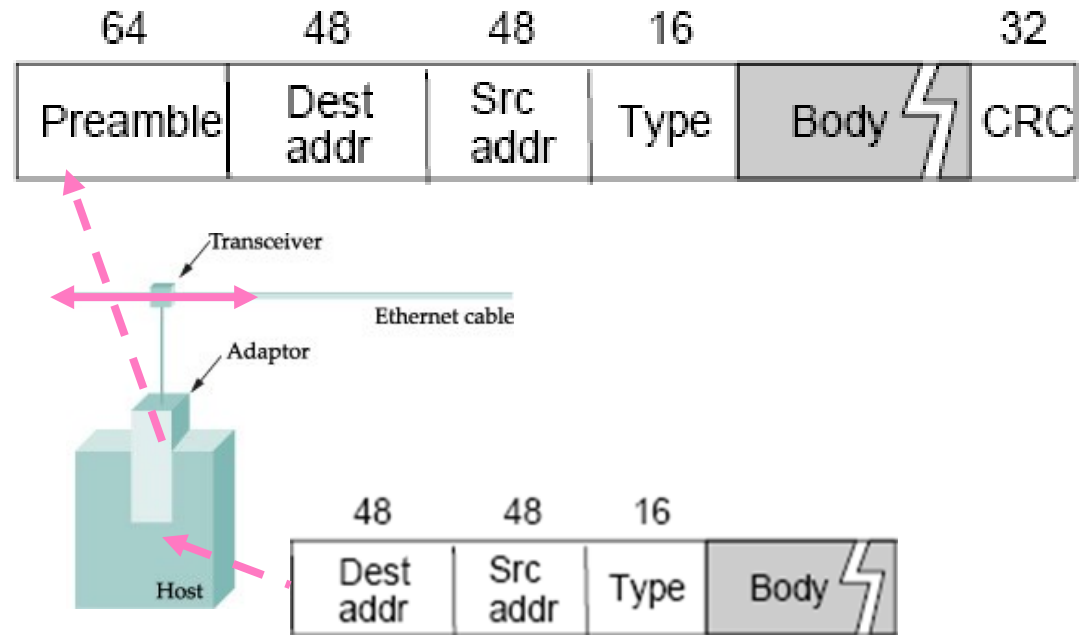 64 48 48 16 32
Preamble Dest addr Src addr Type Body CRC
Transceiver
Ethernet cable
Adaptor
48 48 16
Host
Dest addr Src addr Type Body